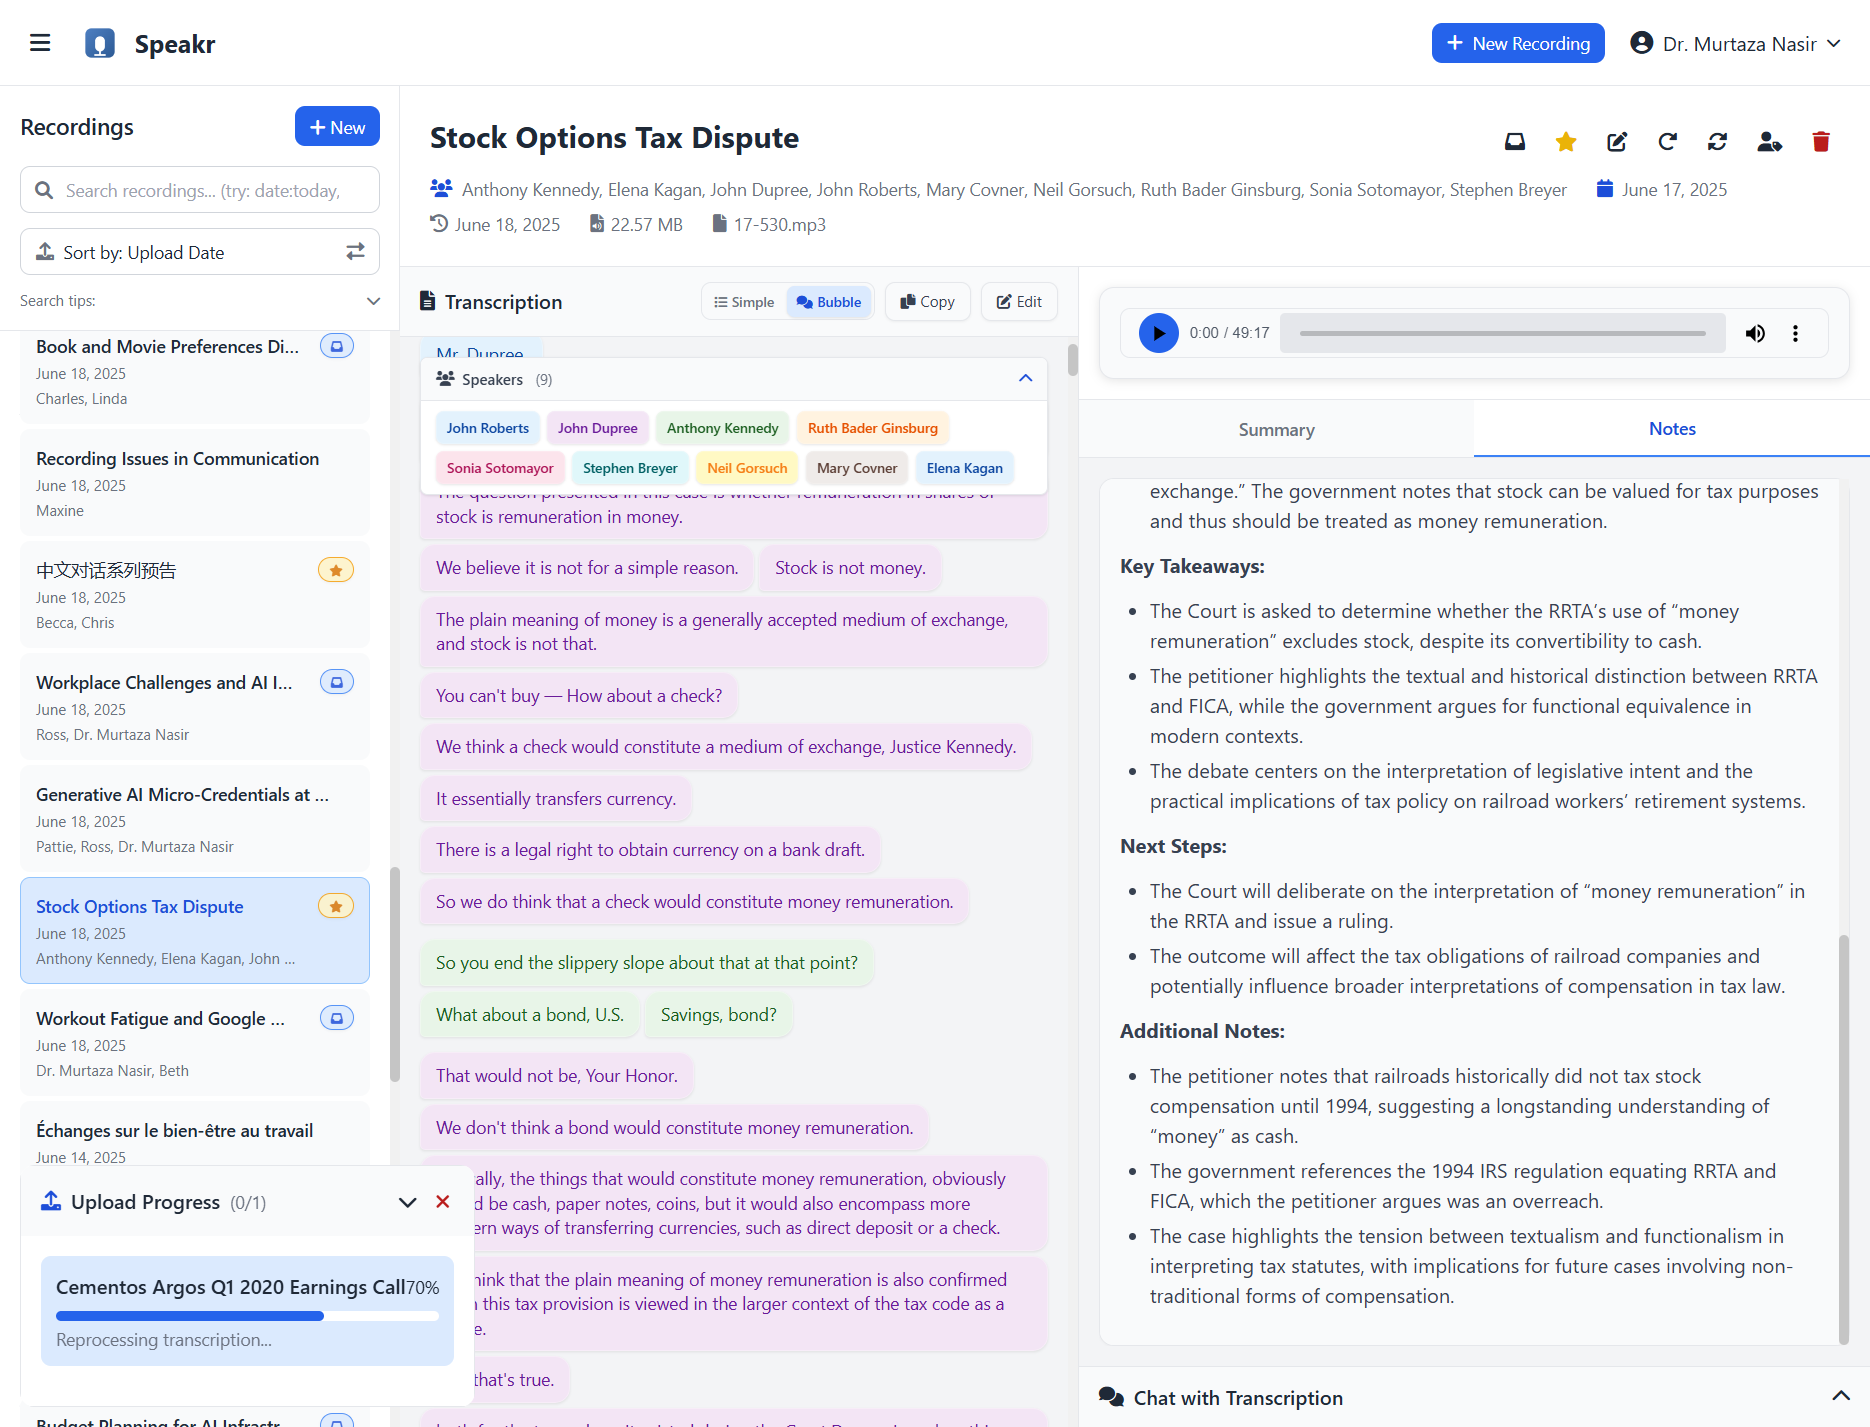 Speakr
New Recording
Dr. Murtaza Nasir
Recordings
New
Search recordings... (try: date:today,
Sort by: Upload Date
Search tips:
Book and Movie Preferences Di...
June 18, 2025
Charles, Linda
Recording Issues in Communication
June 18, 2025
Maxine
中文对话系列预告
June 18, 2025
Becca, Chris
Workplace Challenges and AI I...
June 18, 2025
Ross, Dr. Murtaza Nasir
Generative AI Micro-Credentials at ...
June 18, 2025
Pattie, Ross, Dr. Murtaza Nasir
Stock Options Tax Dispute
June 18, 2025
Anthony Kennedy, Elena Kagan, John ...
Workout Fatigue and Google ...
June 18, 2025
Dr. Murtaza Nasir, Beth
Échanges sur le bien-être au travail
June 14, 2025
Upload Progress (0/1)
Cementos Argos Q1 2020 Earnings Call70%
Reprocessing transcription...
Budget Planning for AI Infrastr...
Stock Options Tax Dispute
Anthony Kennedy, Elena Kagan, John Dupree, John Roberts, Mary Covner, Neil Gorsuch, Ruth Bader Ginsburg, Sonia Sotomayor, Stephen Breyer
June 17, 2025
June 18, 2025
22.57 MB
17-530.mp3
Transcription
Simple
Bubble
Copy
Edit
Mr. Dupree
Speakers (9)
John Roberts
John Dupree
Anthony Kennedy
Ruth Bader Ginsburg
Sonia Sotomayor
Stephen Breyer
Neil Gorsuch
Mary Covner
Elena Kagan
The question presented in this case is whether remuneration in shares of
stock is remuneration in money.
We believe it is not for a simple reason.
Stock is not money.
The plain meaning of money is a generally accepted medium of exchange,
and stock is not that.
You can't buy — How about a check?
We think a check would constitute a medium of exchange, Justice Kennedy.
It essentially transfers currency.
There is a legal right to obtain currency on a bank draft.
So we do think that a check would constitute money remuneration.
So you end the slippery slope about that at that point?
What about a bond, U.S.
Savings, bond?
That would not be, Your Honor.
We don't think a bond would constitute money remuneration.
ally, the things that would constitute money remuneration, obviously
d be cash, paper notes, coins, but it would also encompass more
ern ways of transferring currencies, such as direct deposit or a check.
hink that the plain meaning of money remuneration is also confirmed
this tax provision is viewed in the larger context of the tax code as a
e.
that's true.
0:00 / 49:17
Summary
Notes
exchange.” The government notes that stock can be valued for tax purposes
and thus should be treated as money remuneration.
Key Takeaways:
• The Court is asked to determine whether the RRTA’s use of “money
remuneration” excludes stock, despite its convertibility to cash.
• The petitioner highlights the textual and historical distinction between RRTA
and FICA, while the government argues for functional equivalence in
modern contexts.
• The debate centers on the interpretation of legislative intent and the
practical implications of tax policy on railroad workers’ retirement systems.
Next Steps:
• The Court will deliberate on the interpretation of “money remuneration” in
the RRTA and issue a ruling.
• The outcome will affect the tax obligations of railroad companies and
potentially influence broader interpretations of compensation in tax law.
Additional Notes:
• The petitioner notes that railroads historically did not tax stock
compensation until 1994, suggesting a longstanding understanding of
“money” as cash.
• The government references the 1994 IRS regulation equating RRTA and
FICA, which the petitioner argues was an overreach.
• The case highlights the tension between textualism and functionalism in
interpreting tax statutes, with implications for future cases involving non-
traditional forms of compensation.
Chat with Transcription